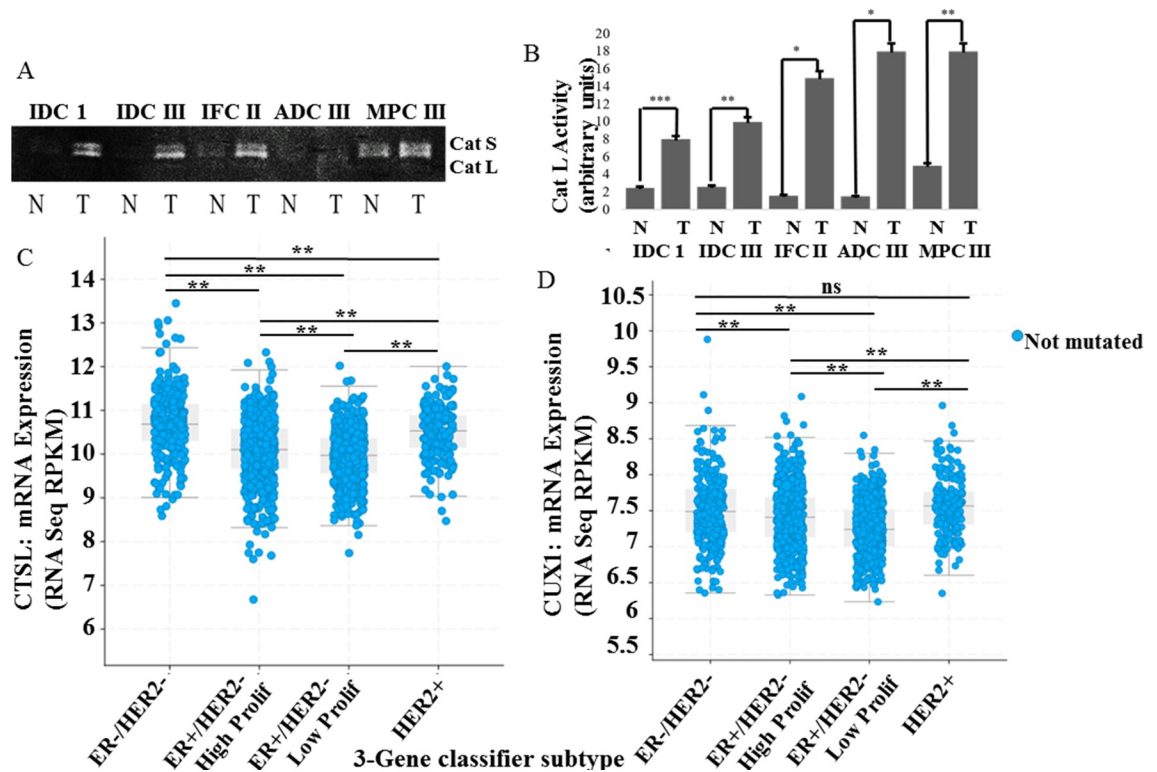 A
IDC 1 IDC III IFC II ADC III MPC III
Cat S
Cat L
N T N T N T N T N T
B
Cat L Activity
(arbitrary units)
20
18
16
14
12
10
8
6
4
2
0
*** ** * * **
N T N T N T N T N T
IDC 1 IDC III IFC II ADC III MPC III
C
CTSL: mRNA Expression
(RNA Seq RPKM)
14
13
12
11
10
9
8
7
6
**
**
**
**
**
**
ER-/HER2-
ER+/HER2-
High Prolif
ER+/HER2-
Low Prolif
HER2+
D
CUX1: mRNA Expression
(RNA Seq RPKM)
10.5
10
9.5
9
8.5
8
7.5
7
6.5
6
5.5
ns
**
**
**
**
**
Not mutated
ER-/HER2-
ER+/HER2-
High Prolif
ER+/HER2-
Low Prolif
HER2+
3-Gene classifier subtype